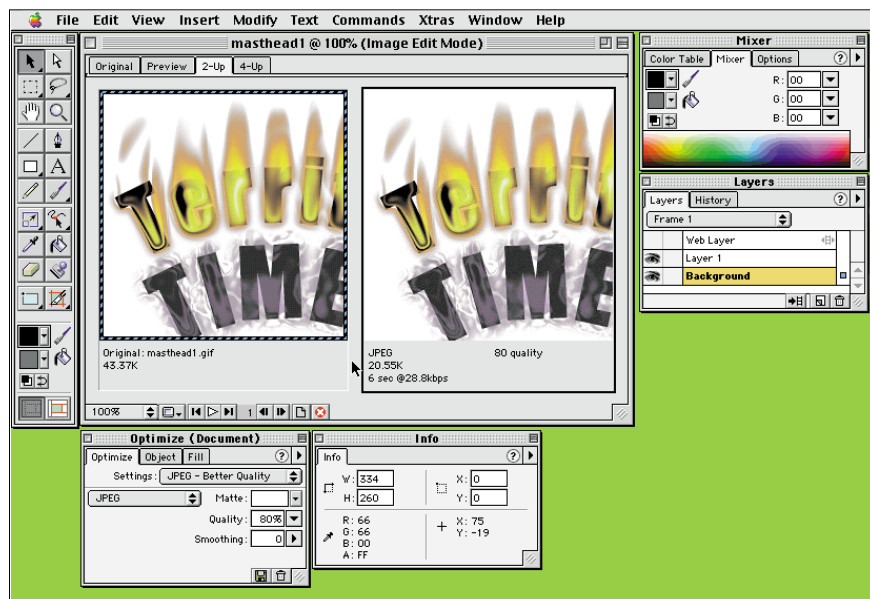 File Edit View Insert Modify Text Commands Xtras Window Help
masthead1 @ 100% (Image Edit Mode)
Original Preview 2-Up 4-Up
Terri
TIME
Terri
TIME
Original: masthead1.gif
43.37K
JPEG 80 quality
20.55K
6 sec @28.8kbps
100% 1
A
Mixer
Color Table Mixer Options ?
R: 00
G: 00
B: 00
Layers
Layers History ?
Frame 1
Web Layer
Layer 1
Background
Optimize (Document)
Optimize Object Fill ?
Settings: JPEG - Better Quality
JPEG Matte:
Quality: 80%
Smoothing: 0
Info
Info ?
W: 334 X: 0
H: 260 Y: 0
R: 66 X: 75
G: 66 Y: -19
B: 00
A: FF